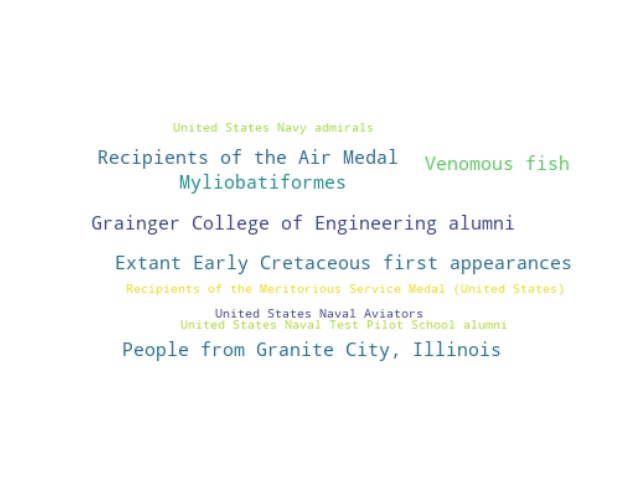 United States Navy admirals
Recipients of the Air Medal
Venomous fish
Myliobatiformes
Grainger College of Engineering alumni
Extant Early Cretaceous first appearances
Recipients of the Meritorious Service Medal (United States)
United States Naval Aviators
United States Naval Test Pilot School alumni
People from Granite City, Illinois